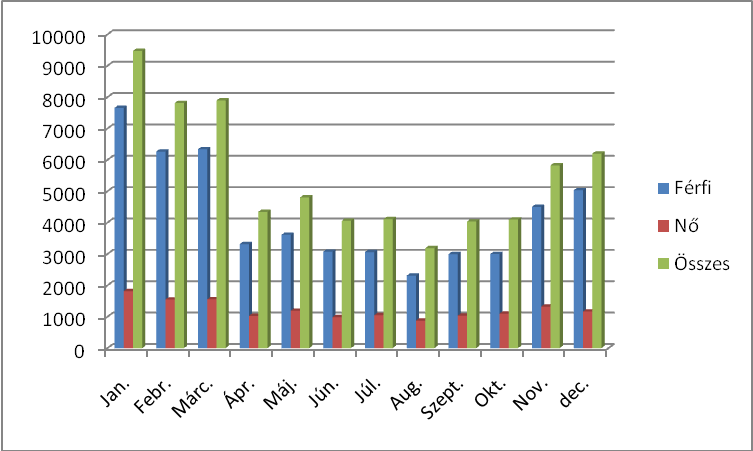 10000
9000
8000
7000
6000
5000
4000
3000
2000
1000
0
Jan.
Febr.
Márc.
Ápr.
Máj.
Jún.
Júl.
Aug.
Szept.
Okt.
Nov.
dec.
Férfi
Nő
Összes